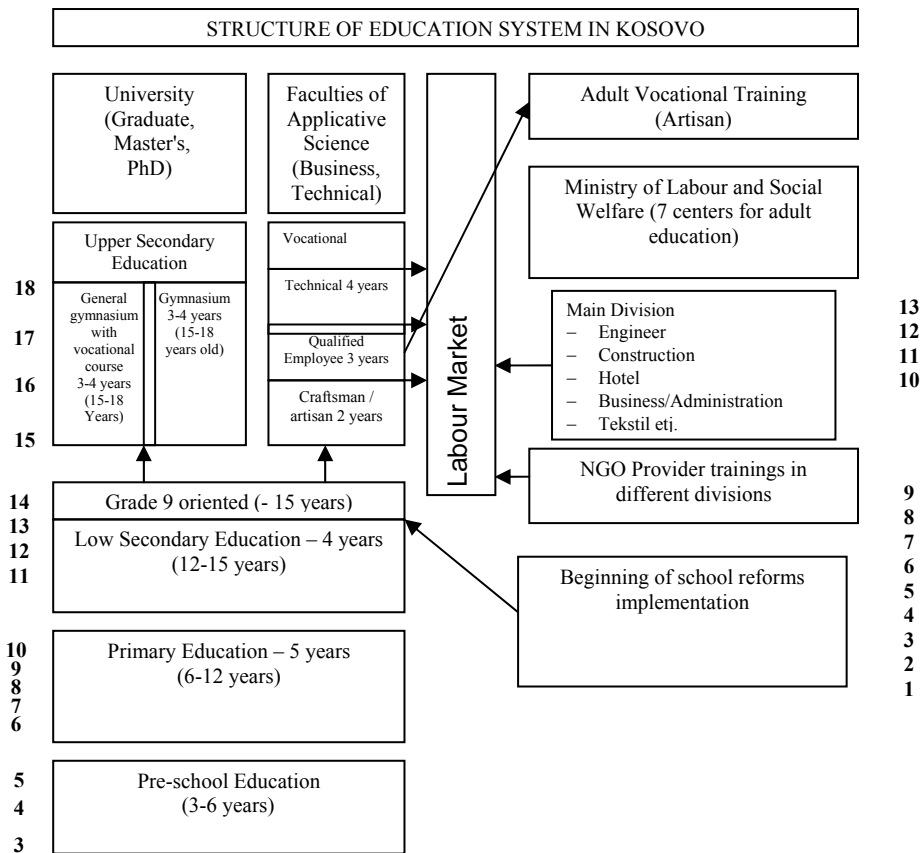 STRUCTURE OF EDUCATION SYSTEM IN KOSOVO
University
(Graduate,
Master's,
PhD)
Faculties of
Applicative
Science
(Business,
Technical)
Labour Market
Adult Vocational Training
(Artisan)
Ministry of Labour and Social
Welfare (7 centers for adult
education)
Upper Secondary
Education
General
gymnasium
with
vocational
course
3-4 years
(15-18
Years)
Gymnasium
3-4 years
(15-18
years old)
Vocational
Technical 4 years
Qualified
Employee 3 years
Craftsman /
artisan 2 years
Main Division
– Engineer
– Construction
– Hotel
– Business/Administration
– Tekstil etj.
NGO Provider trainings in
different divisions
Grade 9 oriented (- 15 years)
Low Secondary Education – 4 years
(12-15 years)
Beginning of school reforms
implementation
Primary Education – 5 years
(6-12 years)
Pre-school Education
(3-6 years)
18
17
16
15
14
13
12
11
10
9
8
7
6
5
4
3
13
12
11
10
9
8
7
6
5
4
3
2
1